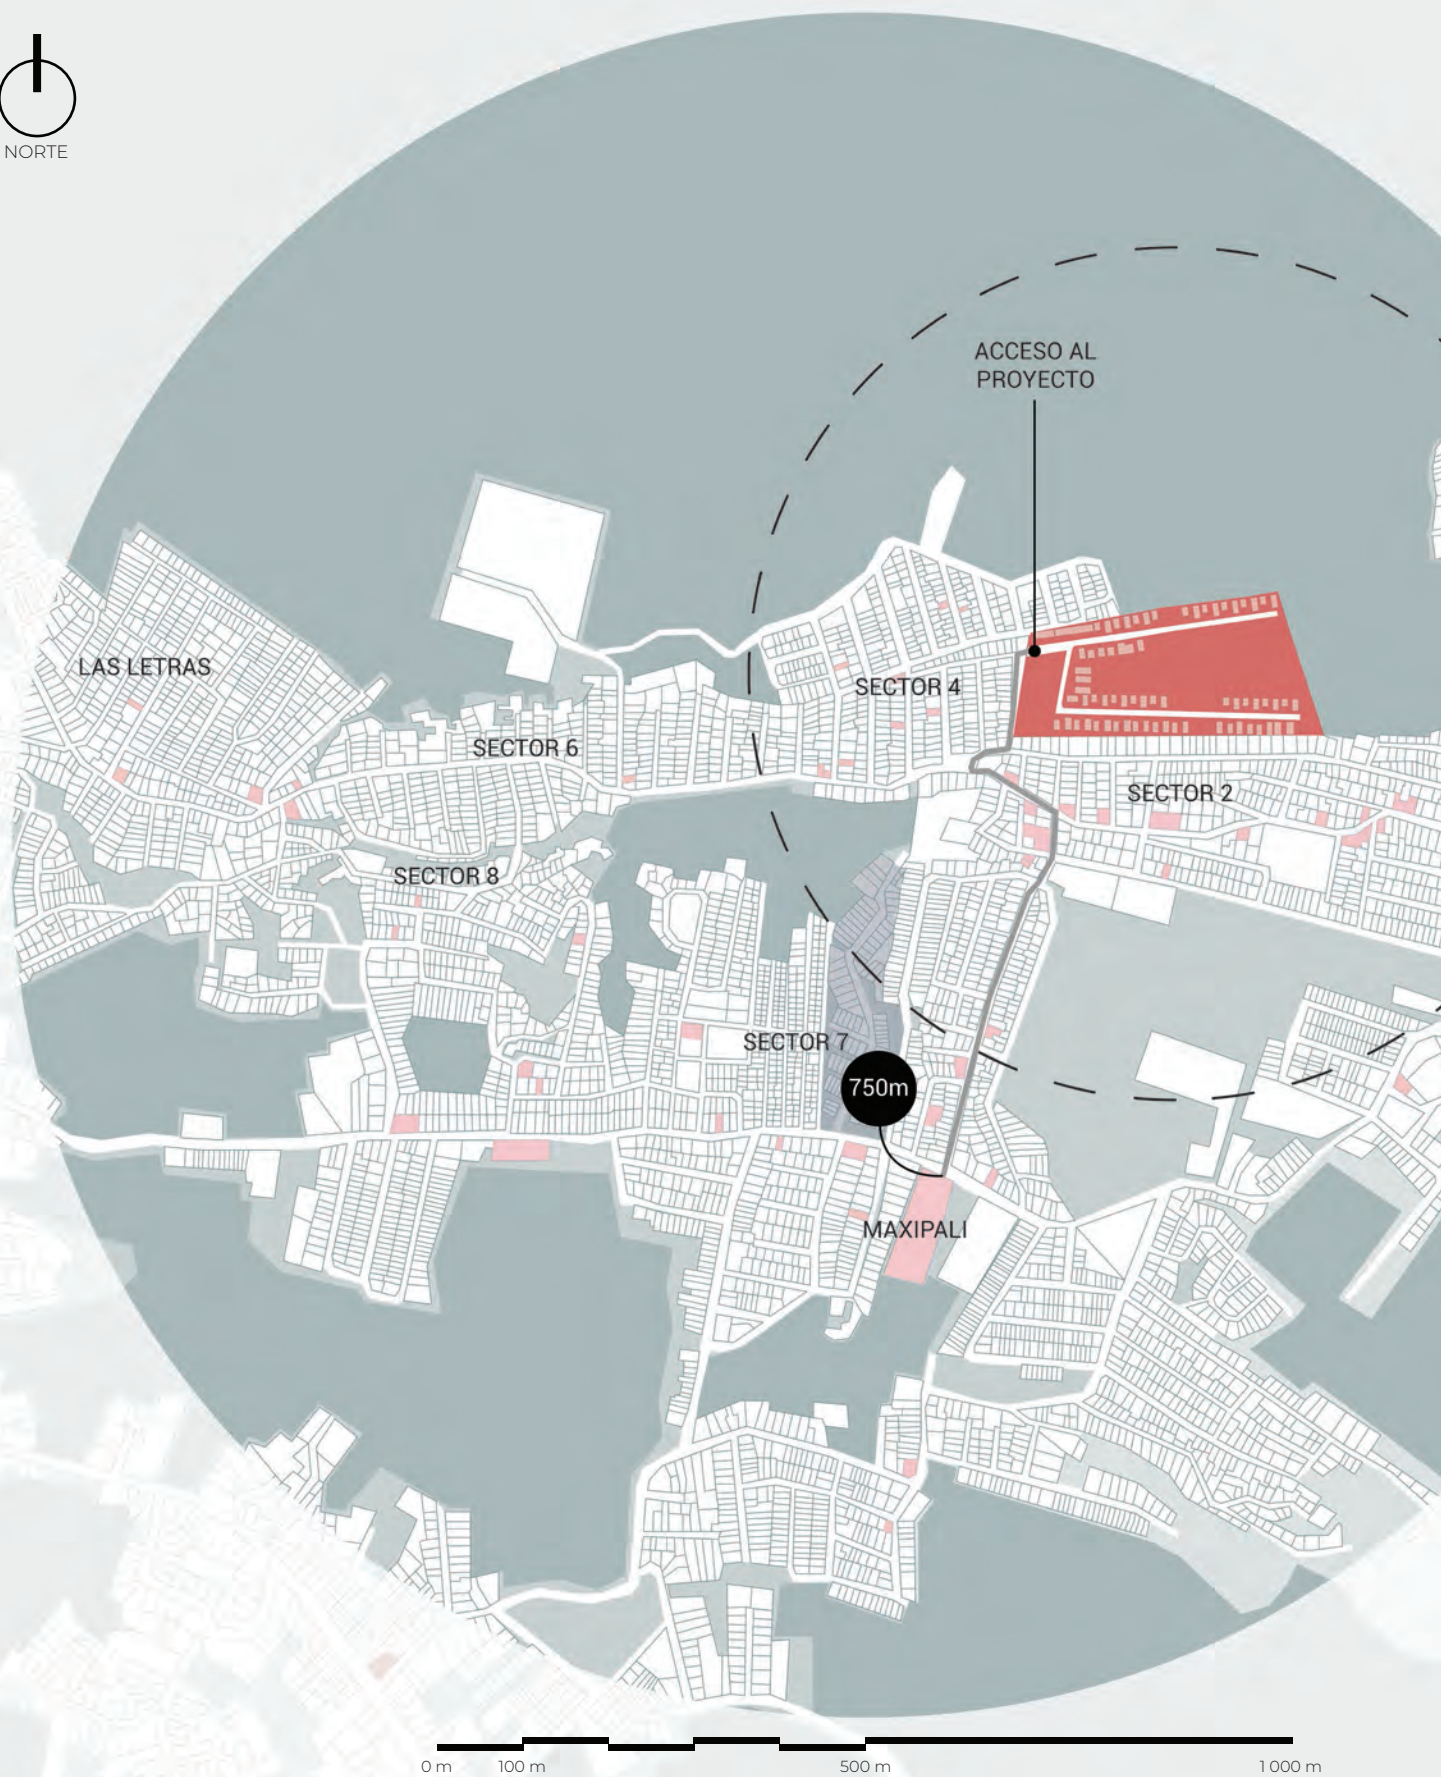 NORTE
ACCESO AL
PROYECTO
LAS LETRAS
SECTOR 4
SECTOR 6
SECTOR 2
SECTOR 8
SECTOR 7
750m
MAXIPALI
0 m
100 m
500 m
1 000 m